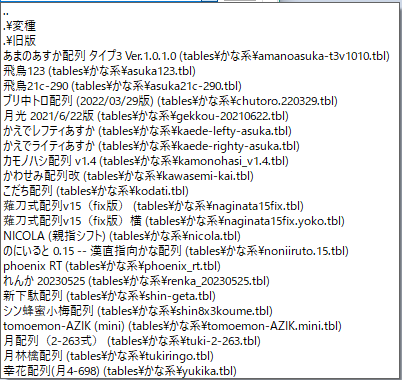 ..
.¥変種
.¥旧版
あまのあすか配列 タイプ3 Ver.1.0.1.0 (tables¥かな系¥amanoasuka-t3v1010.tbl)
飛鳥123 (tables¥かな系¥asuka123.tbl)
飛鳥21c-290 (tables¥かな系¥asuka21c-290.tbl)
ブリ中トロ配列 (2022/03/29版) (tables¥かな系¥chutoro.220329.tbl)
月光 2021/6/22版 (tables¥かな系¥gekkou-20210622.tbl)
かえでレフティあすか (tables¥かな系¥kaede-lefty-asuka.tbl)
かえでライティあすか (tables¥かな系¥kaede-righty-asuka.tbl)
カモノハシ配列 v1.4 (tables¥かな系¥kamonohasi_v1.4.tbl)
かわせみ配列改 (tables¥かな系¥kawasemi-kai.tbl)
こだち配列 (tables¥かな系¥kodati.tbl)
薙刀式配列v15（fix版） (tables¥かな系¥naginata15fix.tbl)
薙刀式配列v15（fix版）横 (tables¥かな系¥naginata15fix.yoko.tbl)
NICOLA (親指シフト) (tables¥かな系¥nicola.tbl)
のにいると 0.15 -- 漢直指向かな配列 (tables¥かな系¥noniiruto.15.tbl)
phoenix RT (tables¥かな系¥phoenix_rt.tbl)
れんか 20230525 (tables¥かな系¥renka_20230525.tbl)
新下駄配列 (tables¥かな系¥shin-geta.tbl)
シン蜂蜜小梅配列 (tables¥かな系¥shin8x3koume.tbl)
tomoemon-AZIK (mini) (tables¥かな系¥tomoemon-AZIK.mini.tbl)
月配列（2-263式） (tables¥かな系¥tuki-2-263.tbl)
月林檎配列 (tables¥かな系¥tukiringo.tbl)
幸花配列(月4-698) (tables¥かな系¥yukika.tbl)